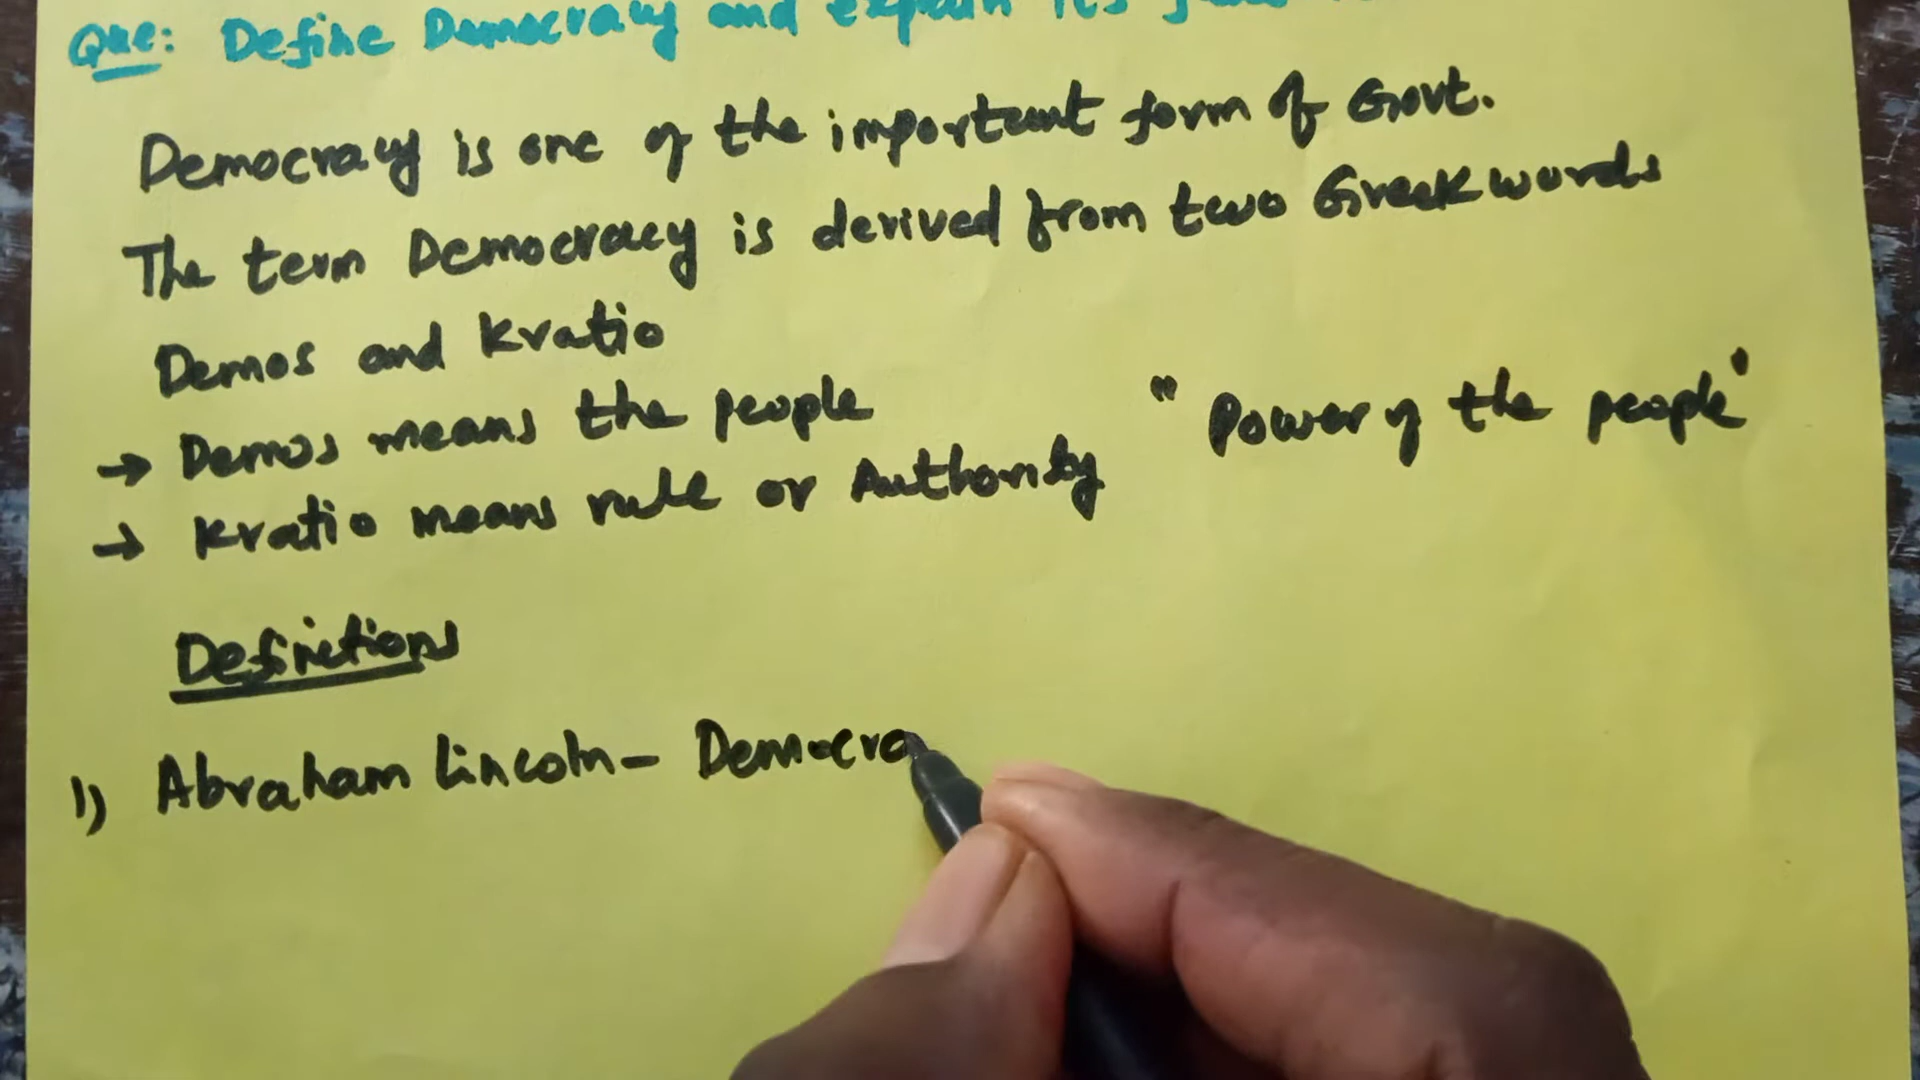 Que: Define Democracy and explain its
Democracy is one of the important form of Govt.
The term Democracy is derived from two Greek words
Demos and Kratio
→ Demos means the people
→ Kratio means rule or Authority
"Power of the people"
Definitions
1) Abraham Lincoln - Democra